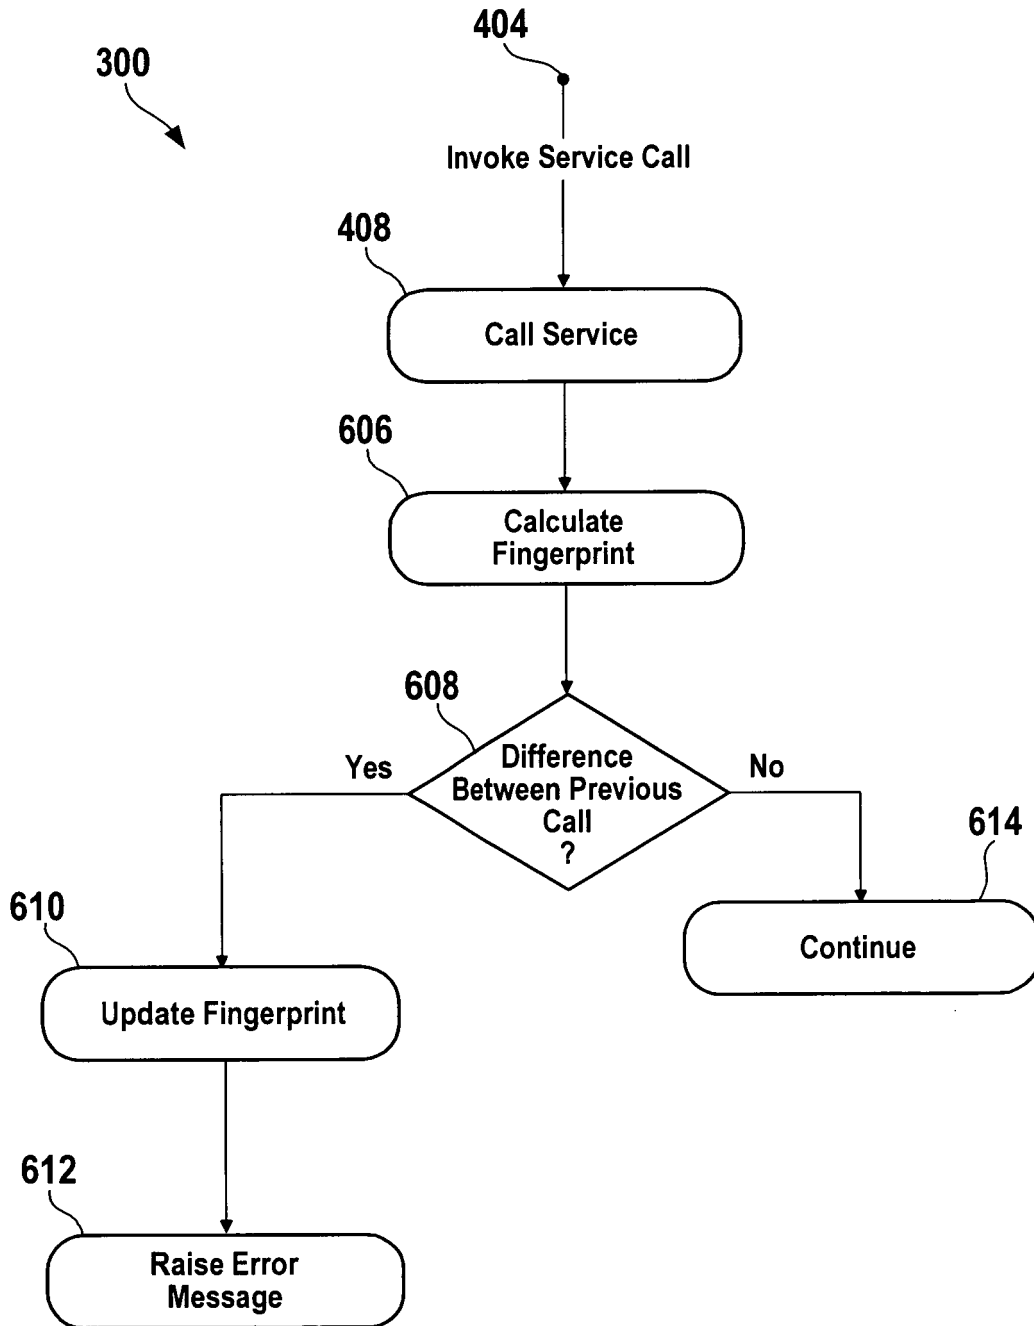 404
300
Invoke Service Call
408
Call Service
606
Calculate
Fingerprint
608
Difference
Between Previous
Call
?
Yes
No
614
Continue
610
Update Fingerprint
612
Raise Error
Message